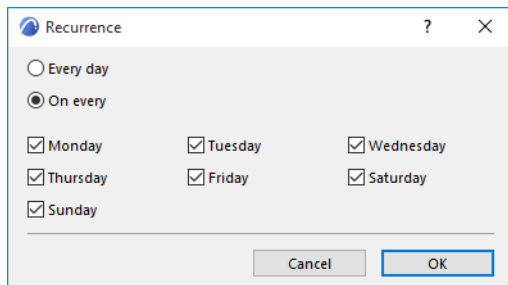 Recurrence ?
Every day
On every
Monday Tuesday Wednesday
Thursday Friday Saturday
Sunday
Cancel OK